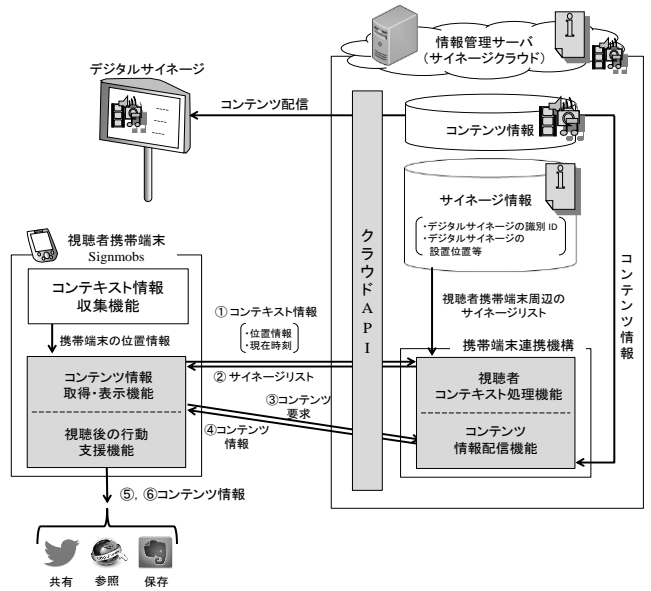 情報管理サーバ
（サイネージクラウド）
デジタルサイネージ
コンテンツ配信
コンテンツ情報
サイネージ情報
・デジタルサイネージの識別 ID
・デジタルサイネージの
設置位置等
クラウドAPI
コンテンツ情報
視聴者携帯端末
Signmobs
コンテキスト情報
収集機能
携帯端末の位置情報
① コンテキスト情報
・位置情報
・現在時刻
視聴者携帯端末周辺の
サイネージリスト
携帯端末連携機構
コンテンツ情報
取得・表示機能
視聴後の行動
支援機能
② サイネージリスト
③コンテンツ
要求
④コンテンツ
情報
視聴者
コンテキスト処理機能
コンテンツ
情報配信機能
⑤, ⑥コンテンツ情報
共有
参照
保存